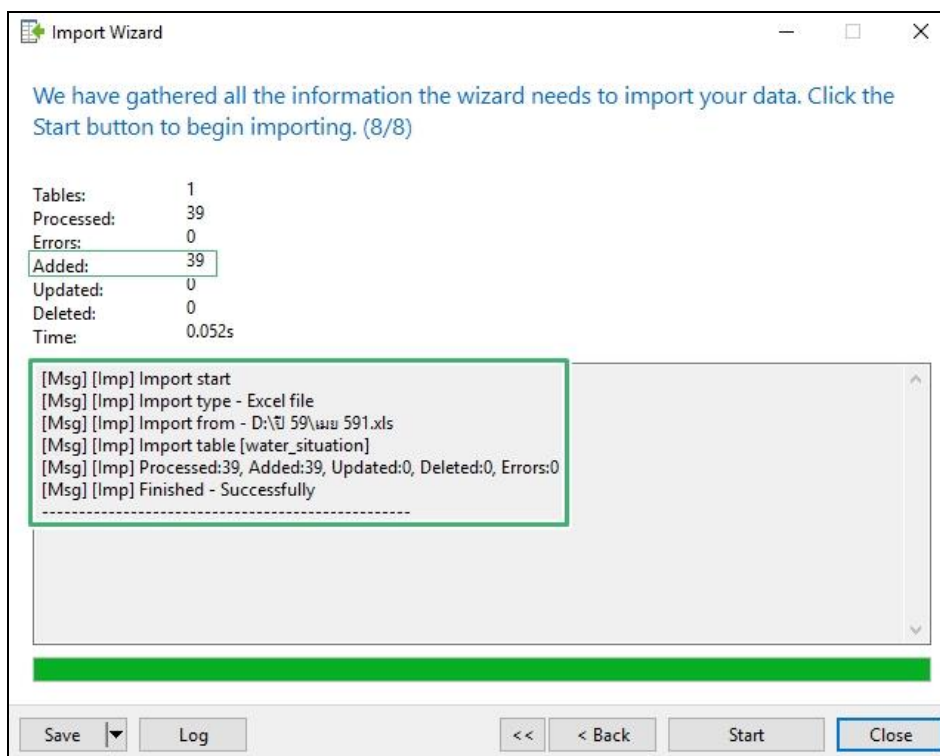 Import Wizard
We have gathered all the information the wizard needs to import your data. Click the
Start button to begin importing. (8/8)
Tables: 1
Processed: 39
Errors: 0
Added: 39
Updated: 0
Deleted: 0
Time: 0.052s
[Msg] [Imp] Import start
[Msg] [Imp] Import type - Excel file
[Msg] [Imp] Import from - D:\ปี 59\เมย 591.xls
[Msg] [Imp] Import table [water_situation]
[Msg] [Imp] Processed:39, Added:39, Updated:0, Deleted:0, Errors:0
[Msg] [Imp] Finished - Successfully
--------------------------------------------------
Save Log << < Back Start Close